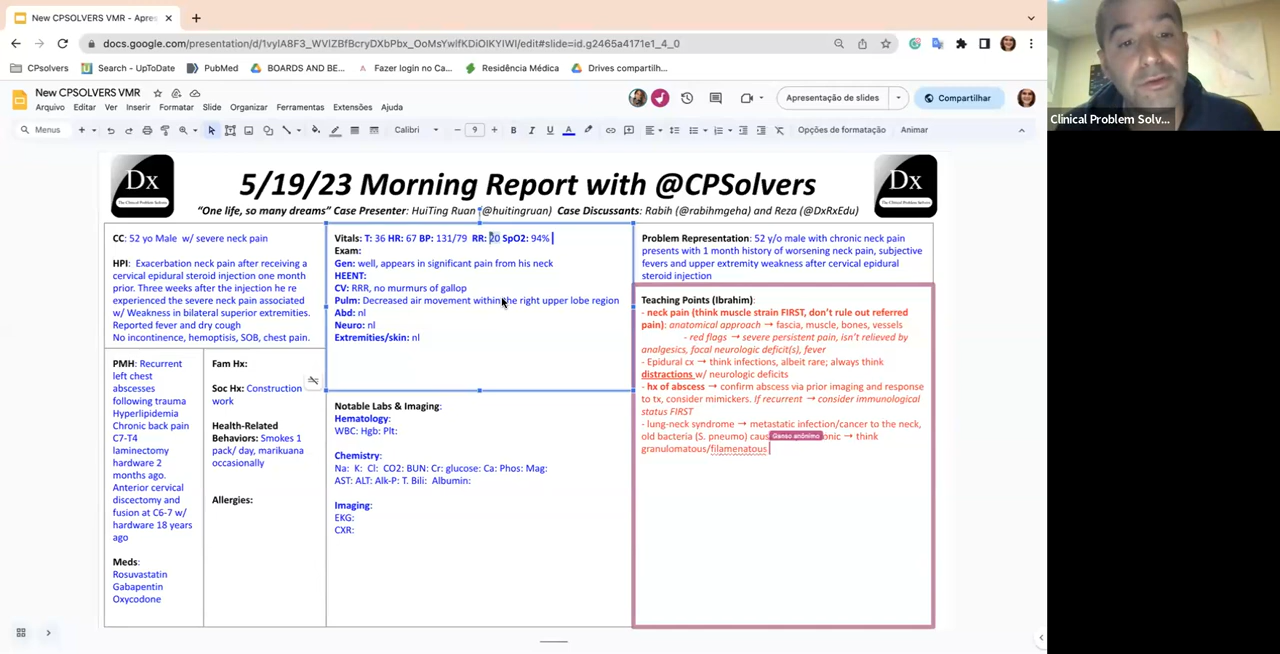 New CPSOLVERS VMR - Apres
docs.google.com/presentation/d/1vyIA8F3_WVIZBfBcryDXbPbx_OoMsYwlfKDiOlKYIWI/edit#slide=id.g2465a4171e1_4_0
CPsolvers
Search - UpToDate
PubMed
BOARDS AND BE...
Fazer login no Ca...
Residência Médica
Drives compartilh...
New CPSOLVERS VMR
Arquivo Editar Ver Inserir Formatar Slide Organizar Ferramentas Extensões Ajuda
Apresentação de slides
Compartilhar
Menus
Calibri
9
Opções de formatação
Animar
Clinical Problem Solv...
Dx
The Clinical Problem Solvers
5/19/23 Morning Report with @CPSolvers
"One life, so many dreams" Case Presenter: HuiTing Ruan (@huitingruan) Case Discussants: Rabih (@rabihmgeha) and Reza (@DxRxEdu)
Dx
The Clinical Problem Solvers
CC: 52 yo Male w/ severe neck pain
HPI: Exacerbation neck pain after receiving a
cervical epidural steroid injection one month
prior. Three weeks after the injection he re
experienced the severe neck pain associated
w/ Weakness in bilateral superior extremities.
Reported fever and dry cough
No incontinence, hemoptisis, SOB, chest pain.
PMH: Recurrent
left chest
abscesses
following trauma
Hyperlipidemia
Chronic back pain
C7-T4
laminectomy
hardware 2
months ago.
Anterior cervical
discectomy and
fusion at C6-7 w/
hardware 18 years
ago
Meds:
Rosuvastatin
Gabapentin
Oxycodone
Fam Hx:
Soc Hx: Construction
work
Health-Related
Behaviors: Smokes 1
pack/ day, marikuana
occasionally
Allergies:
Vitals: T: 36 HR: 67 BP: 131/79 RR: 20 SpO2: 94%
Exam:
Gen: well, appears in significant pain from his neck
HEENT:
CV: RRR, no murmurs of gallop
Pulm: Decreased air movement within the right upper lobe region
Abd: nl
Neuro: nl
Extremities/skin: nl
Notable Labs & Imaging:
Hematology:
WBC: Hgb: Plt:
Chemistry:
Na: K: Cl: CO2: BUN: Cr: glucose: Ca: Phos: Mag:
AST: ALT: Alk-P: T. Bili: Albumin:
Imaging:
EKG:
CXR:
Problem Representation: 52 y/o male with chronic neck pain
presents with 1 month history of worsening neck pain, subjective
fevers and upper extremity weakness after cervical epidural
steroid injection
Teaching Points (Ibrahim):
- neck pain (think muscle strain FIRST, don't rule out referred
pain): anatomical approach → fascia, muscle, bones, vessels
- red flags → severe persistent pain, isn't relieved by
analgesics, focal neurologic deficit(s), fever
- Epidural cx → think infections, albeit rare; always think
distractions w/ neurologic deficits
- hx of abscess → confirm abscess via prior imaging and response
to tx, consider mimickers. If recurrent → consider immunological
status FIRST
- lung-neck syndrome → metastatic infection/cancer to the neck,
old bacteria (S. pneumo) onic → think
Ganso anônimo
granulomatous/filamenatous